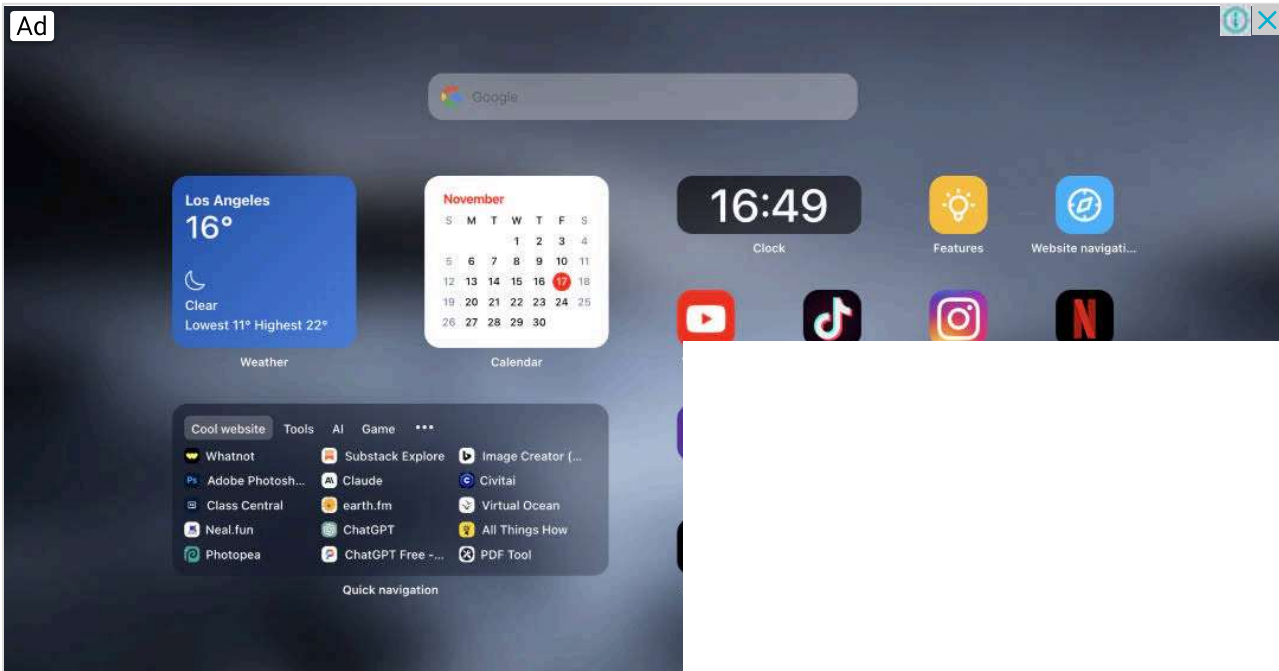 Ad
Google
Los Angeles
16°
Clear
Lowest 11° Highest 22°
Weather
November
S M T W T F S
1 2 3 4
5 6 7 8 9 10 11
12 13 14 15 16 17 18
19 20 21 22 23 24 25
26 27 28 29 30
Calendar
16:49
Clock
Features
Website navigati...
Cool website Tools AI Game •••
Whatnot Substack Explore Image Creator (...
Ps Adobe Photosh... Claude Civitai
Class Central earth.fm Virtual Ocean
Neal.fun ChatGPT All Things How
Photopea ChatGPT Free -... PDF Tool
Quick navigation